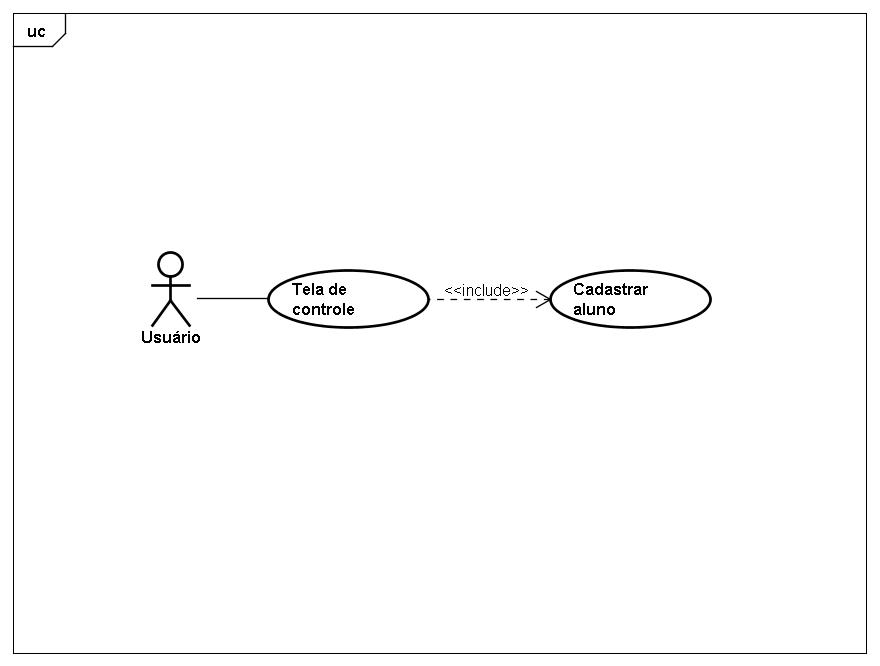 uc
Tela de
controle
<<include>>
Cadastrar
aluno
Usuário